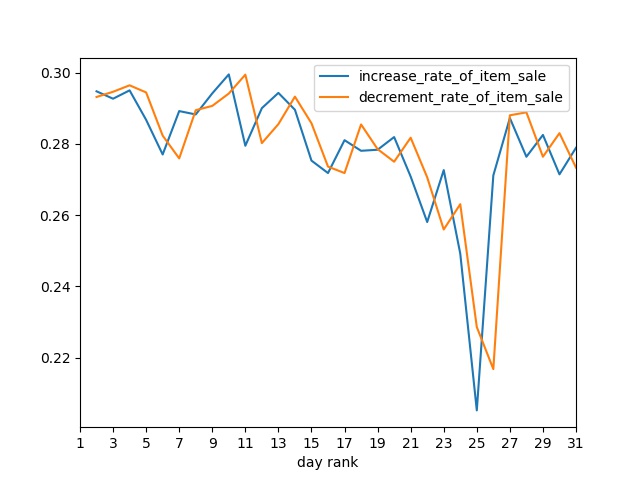 increase_rate_of_item_sale
decrement_rate_of_item_sale
0.30
0.28
0.26
0.24
0.22
1 3 5 7 9 11 13 15 17 19 21 23 25 27 29 31
day rank